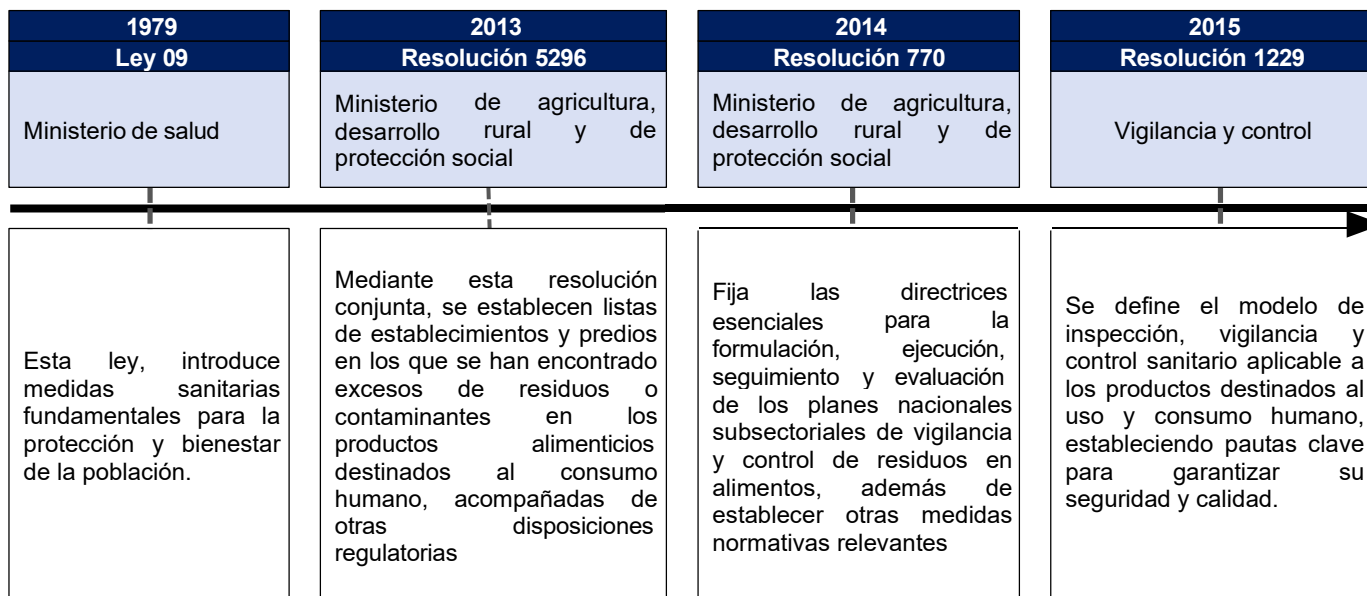 1979
Ley 09
Ministerio de salud
Esta ley, introduce
medidas sanitarias
fundamentales para la
protección y bienestar
de la población.
2013
Resolución 5296
Ministerio de agricultura,
desarrollo rural y de
protección social
Mediante esta resolución
conjunta, se establecen listas
de establecimientos y predios
en los que se han encontrado
excesos de residuos o
contaminantes en los
productos alimenticios
destinados al consumo
humano, acompañadas de
otras disposiciones
regulatorias
2014
Resolución 770
Ministerio de agricultura,
desarrollo rural y de
protección social
Fija las directrices
esenciales para la
formulación, ejecución,
seguimiento y evaluación
de los planes nacionales
subsectoriales de vigilancia
y control de residuos en
alimentos, además de
establecer otras medidas
normativas relevantes
2015
Resolución 1229
Vigilancia y control
Se define el modelo de
inspección, vigilancia y
control sanitario aplicable a
los productos destinados al
uso y consumo humano,
estableciendo pautas clave
para garantizar su
seguridad y calidad.